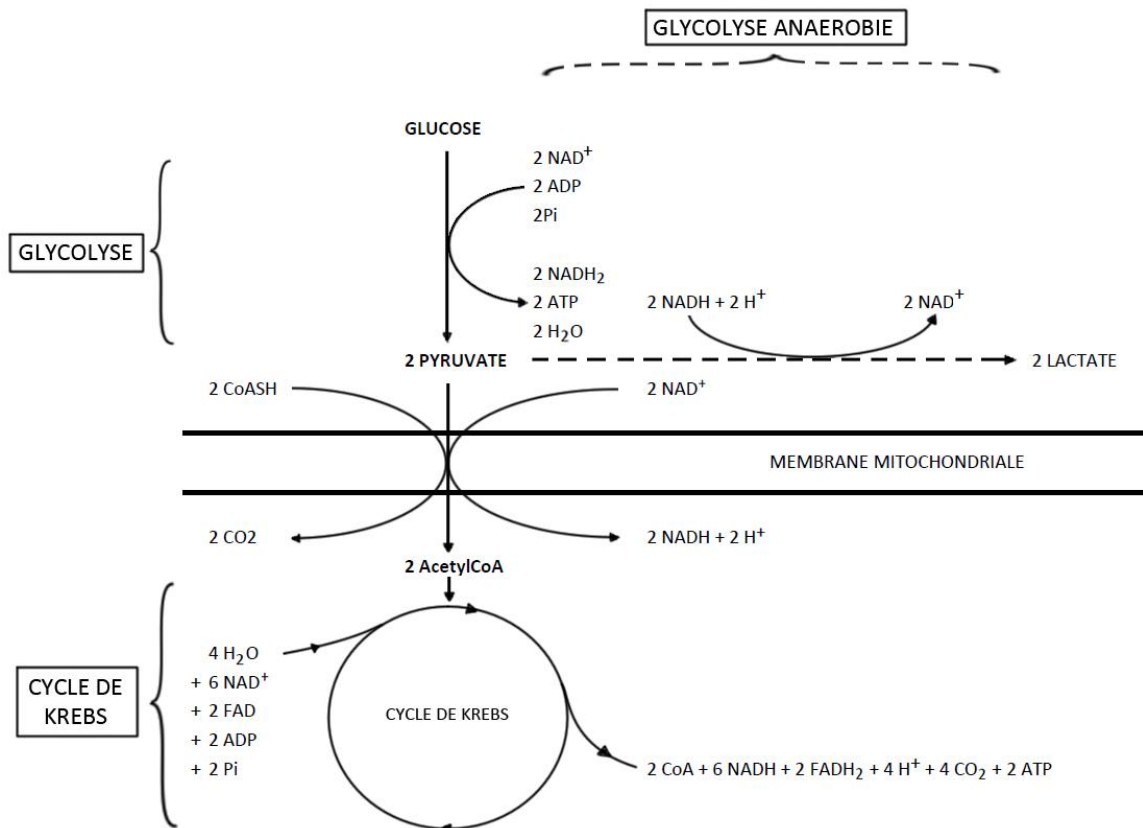 GLYCOLYSE ANAEROBIE
GLUCOSE
2 NAD⁺
2 ADP
2Pi
GLYCOLYSE
2 NADH₂
2 ATP
2 H₂O
2 NADH + 2 H⁺
2 NAD⁺
2 PYRUVATE
2 LACTATE
2 CoASH
2 NAD⁺
MEMBRANE MITOCHONDRIALE
2 CO2
2 NADH + 2 H⁺
2 AcetylCoA
CYCLE DE
KREBS
4 H₂O
+ 6 NAD⁺
+ 2 FAD
+ 2 ADP
+ 2 Pi
CYCLE DE KREBS
2 CoA + 6 NADH + 2 FADH₂ + 4 H⁺ + 4 CO₂ + 2 ATP